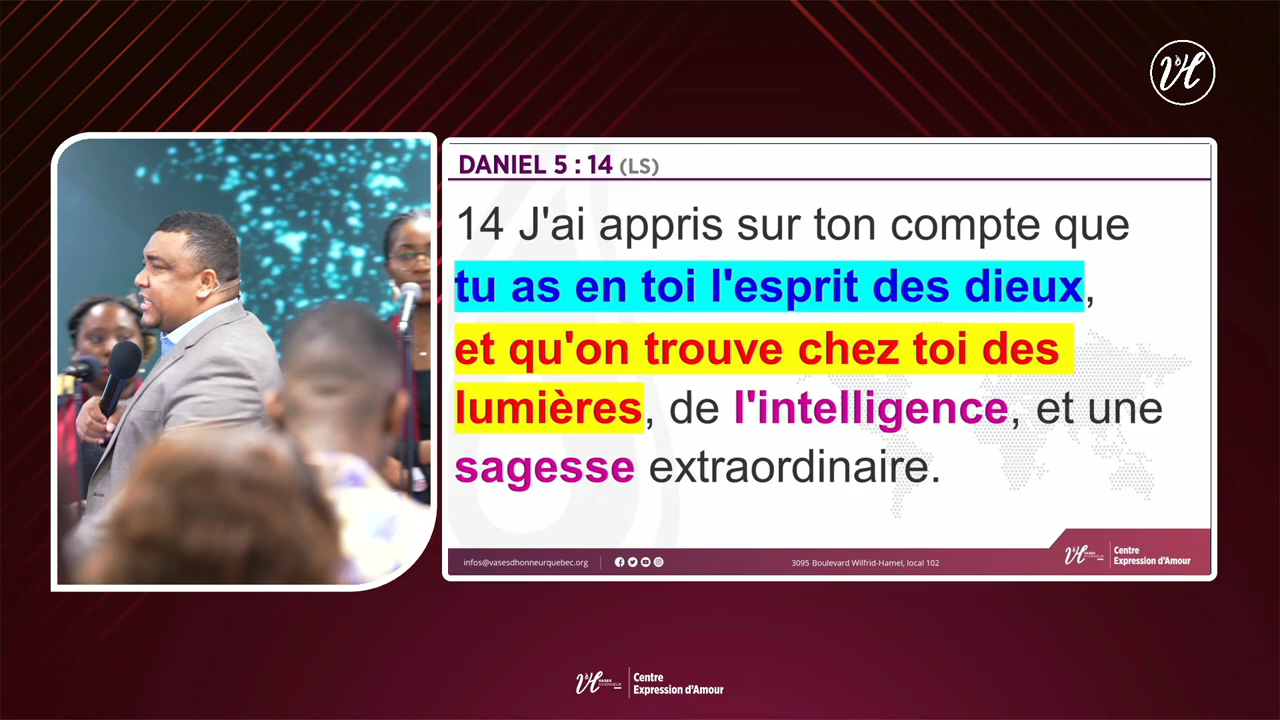 DANIEL 5 : 14 (LS)
14 J'ai appris sur ton compte que
tu as en toi l'esprit des dieux,
et qu'on trouve chez toi des
lumières, de l'intelligence, et une
sagesse extraordinaire.
infos@vasesdhonneurquebec.org
3095 Boulevard Wilfrid-Hamel, local 102
Centre
Expression d'Amour
VH
Centre
Expression d'Amour